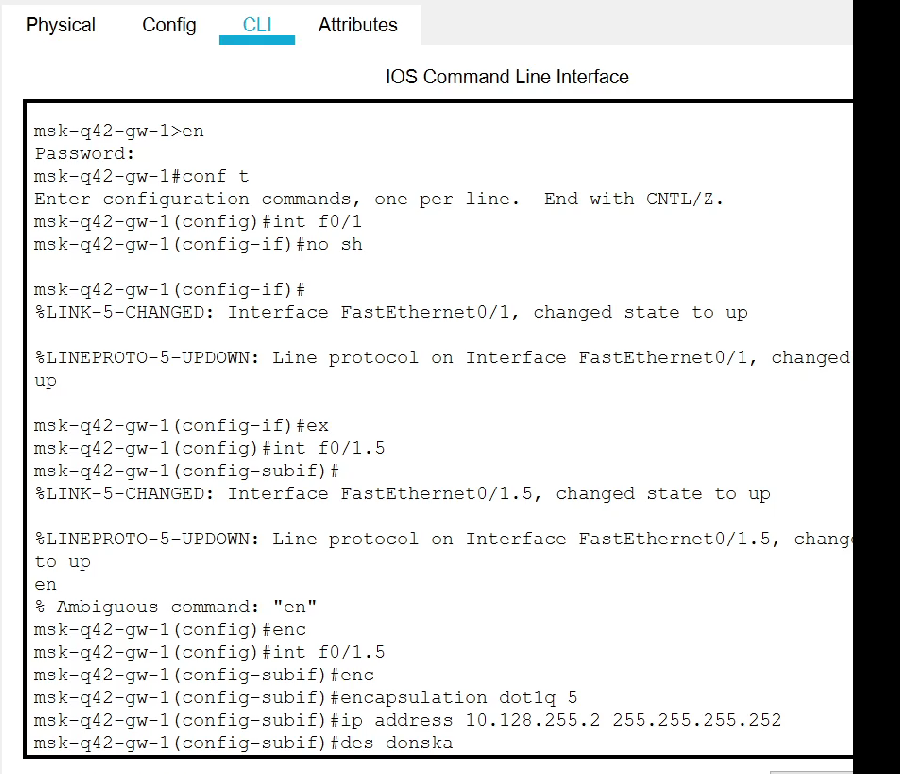 Physical Config CLI Attributes
IOS Command Line Interface
msk-q42-gw-1>en
Password:
msk-q42-gw-1#conf t
Enter configuration commands, one per line. End with CNTL/Z.
msk-q42-gw-1(config)#int f0/1
msk-q42-gw-1(config-if)#no sh
msk-q42-gw-1(config-if)#
%LINK-5-CHANGED: Interface FastEthernet0/1, changed state to up
%LINEPROTO-5-UPDOWN: Line protocol on Interface FastEthernet0/1, changed
up
msk-q42-gw-1(config-if)#ex
msk-q42-gw-1(config)#int f0/1.5
msk-q42-gw-1(config-subif)#
%LINK-5-CHANGED: Interface FastEthernet0/1.5, changed state to up
%LINEPROTO-5-UPDOWN: Line protocol on Interface FastEthernet0/1.5, chang
to up
en
% Ambiguous command: "en"
msk-q42-gw-1(config)#enc
msk-q42-gw-1(config)#int f0/1.5
msk-q42-gw-1(config-subif)#enc
msk-q42-gw-1(config-subif)#encapsulation dot1q 5
msk-q42-gw-1(config-subif)#ip address 10.128.255.2 255.255.255.252
msk-q42-gw-1(config-subif)#des donska